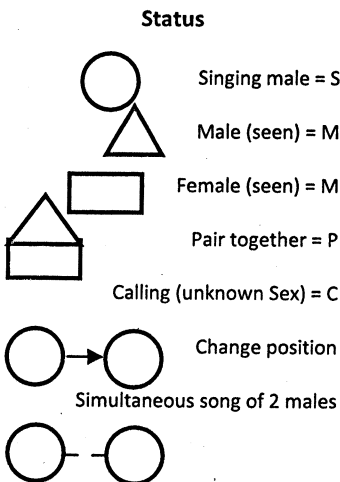 Status
Singing male = S
Male (seen) = M
Female (seen) = M
Pair together = P
Calling (unknown Sex) = C
Change position
Simultaneous song of 2 males